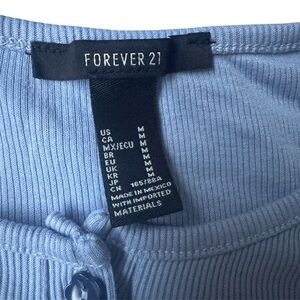 FOREVER 21
US M
CA M
MX/ECU M
BR M
EU M
UK M
KR M
JP M
CN 165/88A
MADE IN MEXICO
WITH IMPORTED
MATERIALS